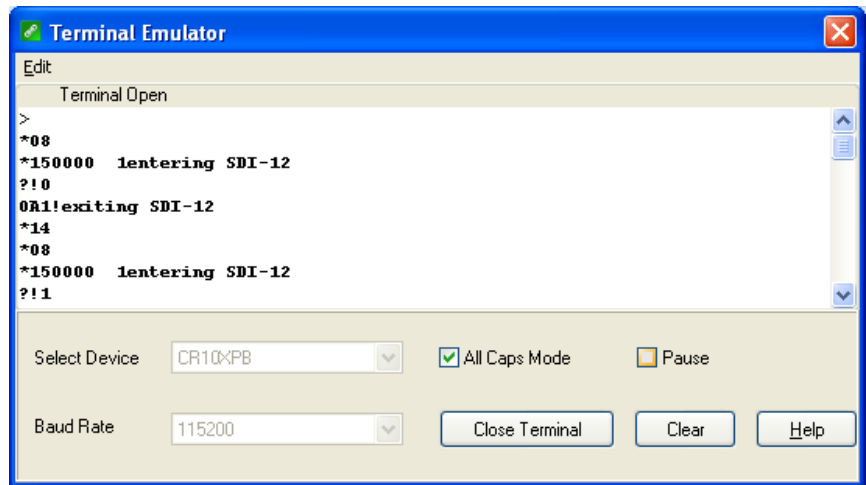 Terminal Emulator
Edit
Terminal Open
>
*08
*150000  1entering SDI-12
?!0
0A1!exiting SDI-12
*14
*08
*150000  1entering SDI-12
?!1
Select Device CR10XPB All Caps Mode Pause
Baud Rate 115200 Close Terminal Clear Help